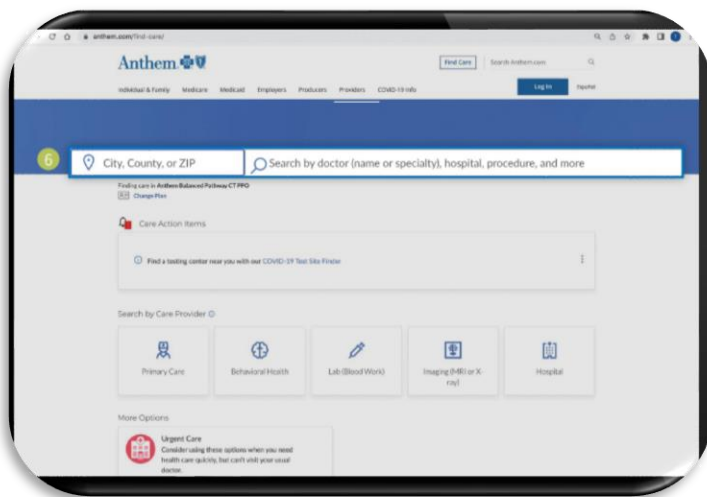 anthem.com/find-care/
Anthem
Find Care
Search Anthem.com
Individual & Family Medicare Medicaid Employers Producers Providers COVID-19 Info
Log In
Español
6
City, County, or ZIP
Search by doctor (name or specialty), hospital, procedure, and more
Finding care in Anthem Balanced Pathway CT PPO
Change Plan
Care Action Items
Find a testing center near you with our COVID-19 Test Site Finder
Search by Care Provider
Primary Care
Behavioral Health
Lab (Blood Work)
Imaging (MRI or X-
ray)
Hospital
More Options
Urgent Care
Consider using these options when you need
health care quickly, but can't visit your usual
doctor.